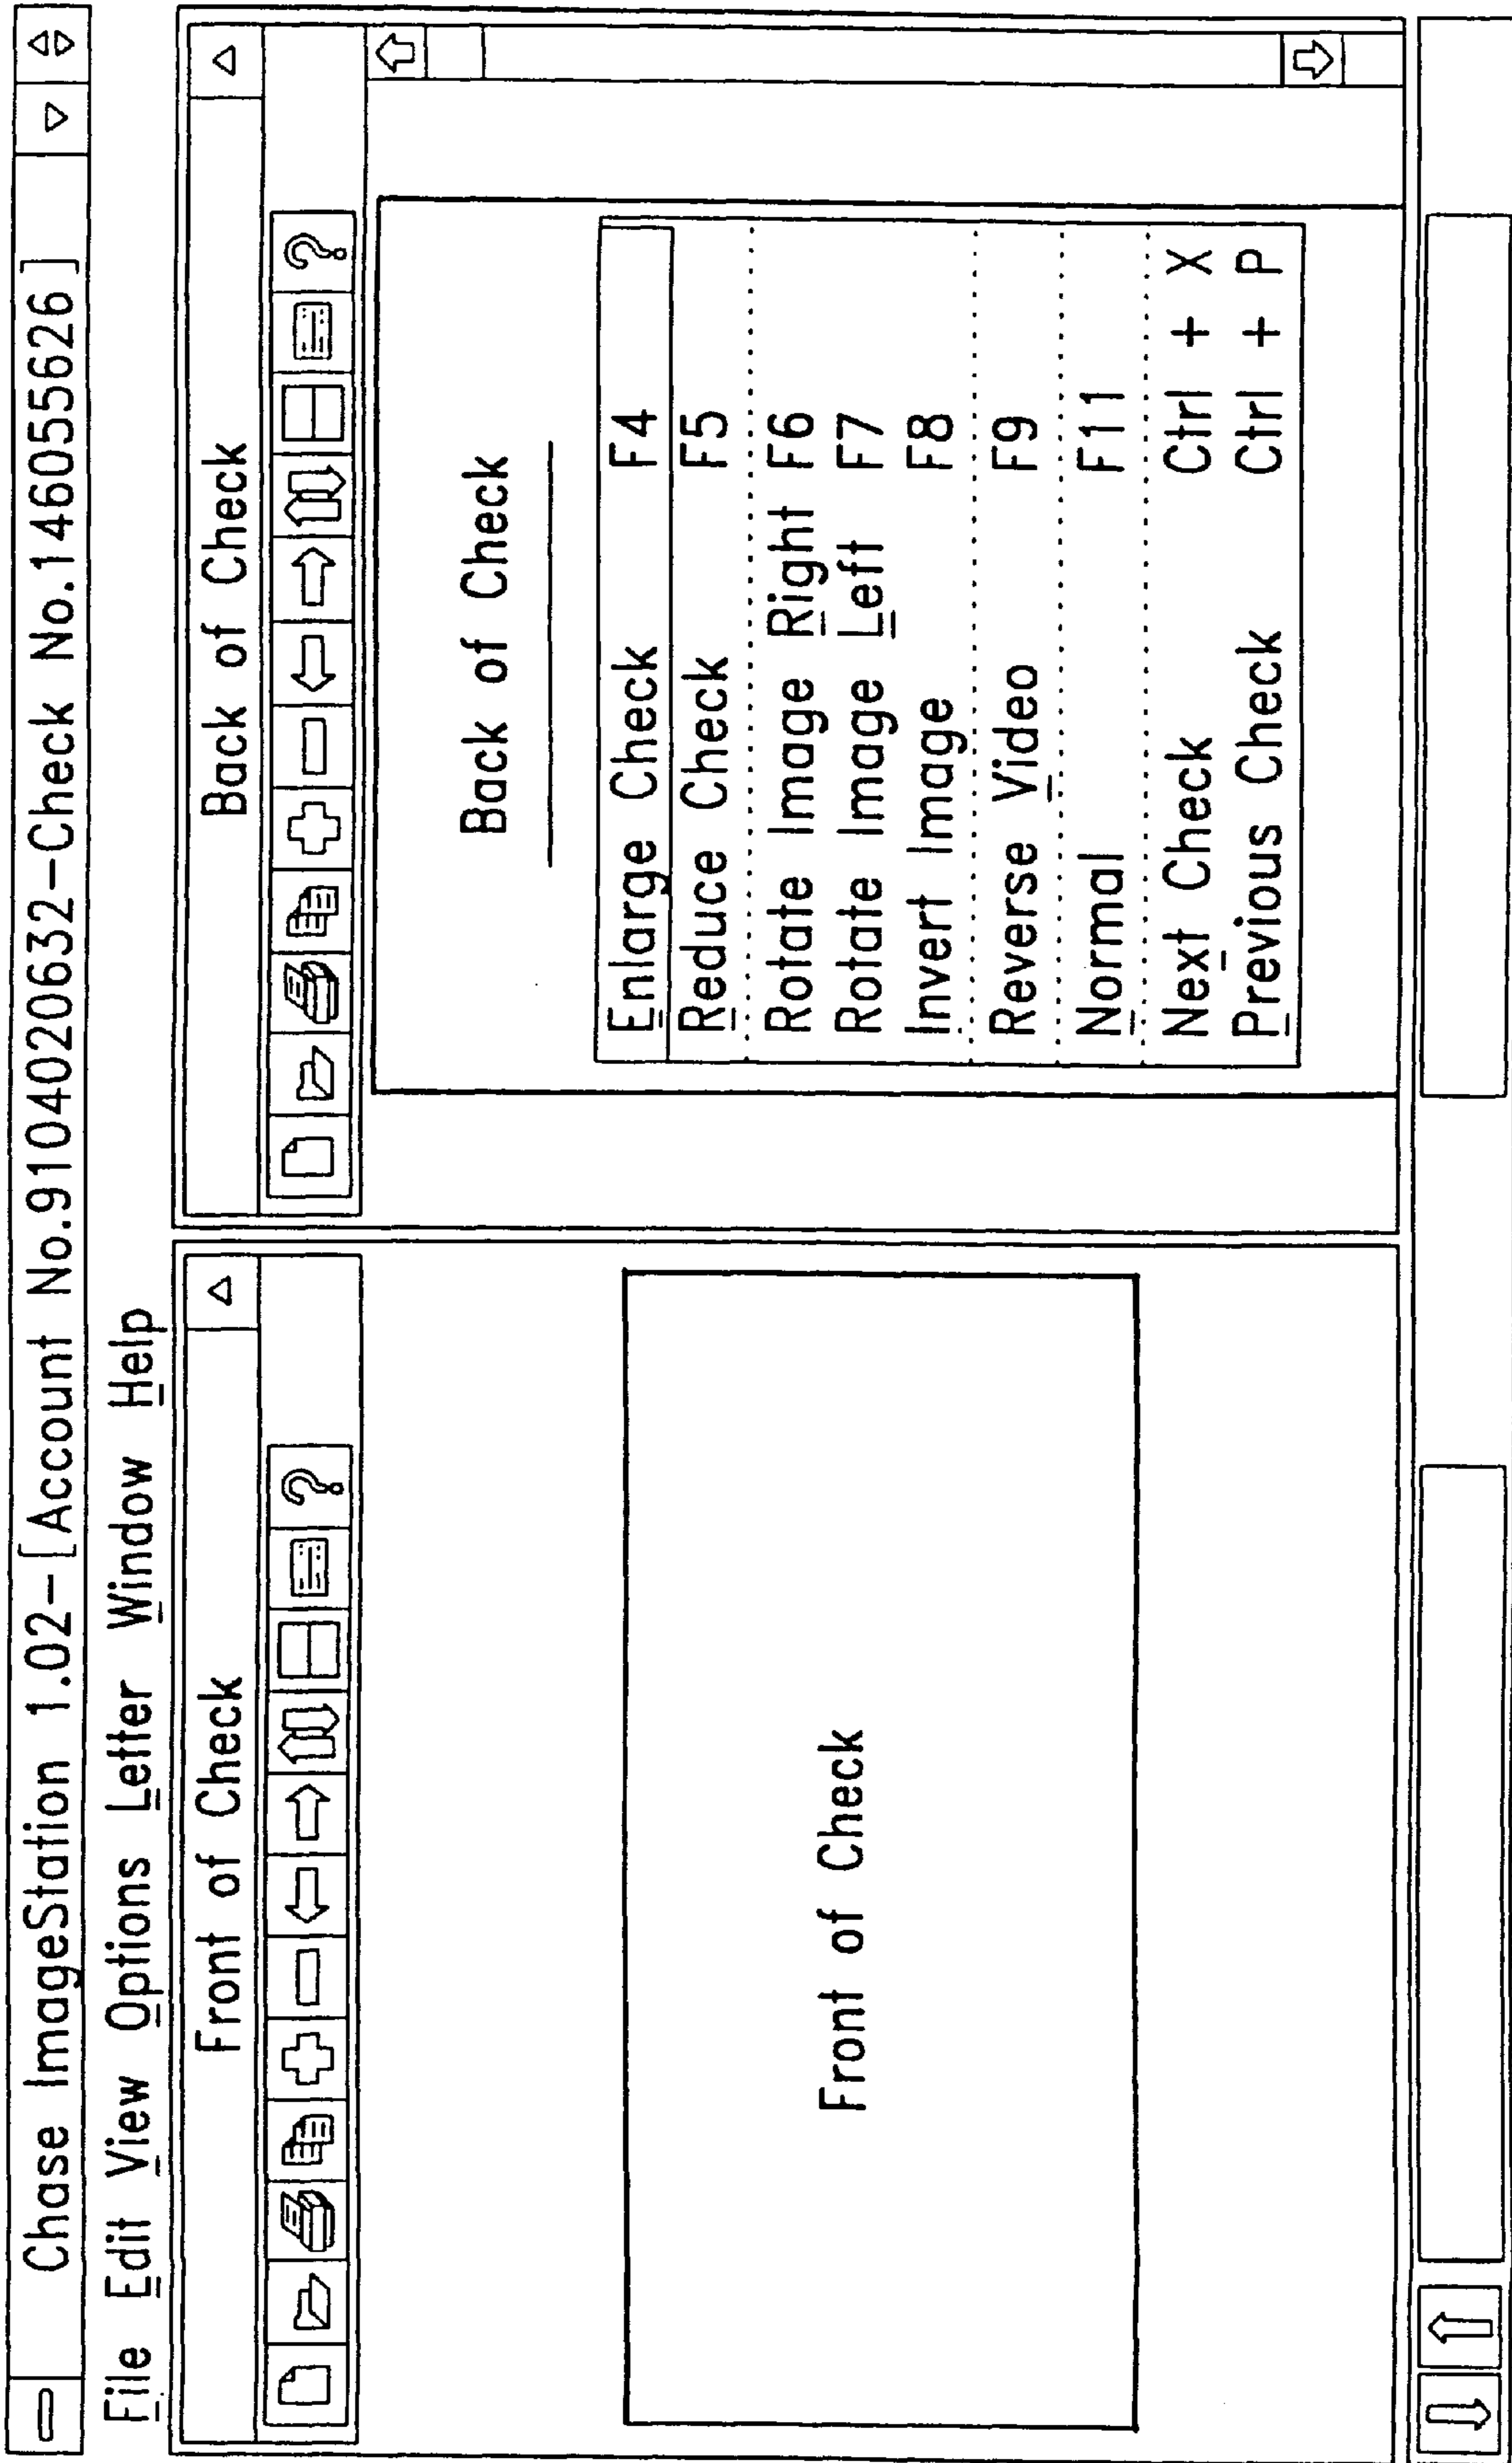 Chase ImageStation 1.02-[Account No.9104020632-Check No.146055626]
File Edit View Options Letter Window Help
Front of Check
?
Front of Check
Back of Check
?
Back of Check
Enlarge Check F4
Reduce Check F5
Rotate Image Right F6
Rotate Image Left F7
Invert Image F8
Reverse Video F9
Normal F11
Next Check Ctrl + X
Previous Check Ctrl + P